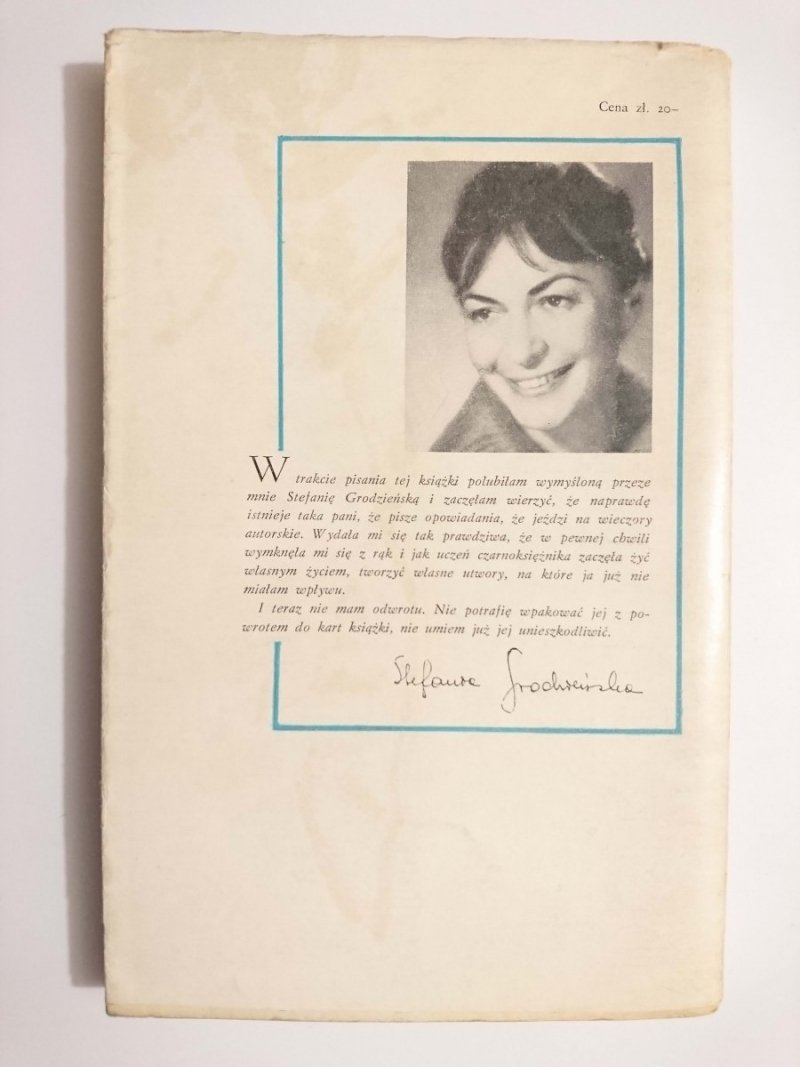 Cena zł. 20–
W trakcie pisania tej książki polubiłam wymyśloną przeze
mnie Stefanię Grodzieńską i zaczęłam wierzyć, że naprawdę
istnieje taka pani, że pisze opowiadania, że jeździ na wieczory
autorskie. Wydała mi się tak prawdziwa, że w pewnej chwili
wymknęła mi się z rąk i jak uczeń czarnoksiężnika zaczęła żyć
własnym życiem, tworzyć własne utwory, na które ja już nie
miałam wpływu.
I teraz nie mam odwrotu. Nie potrafię wpakować jej z po-
wrotem do kart książki, nie umiem już jej unieszkodliwić.
Stefania Grodzieńska